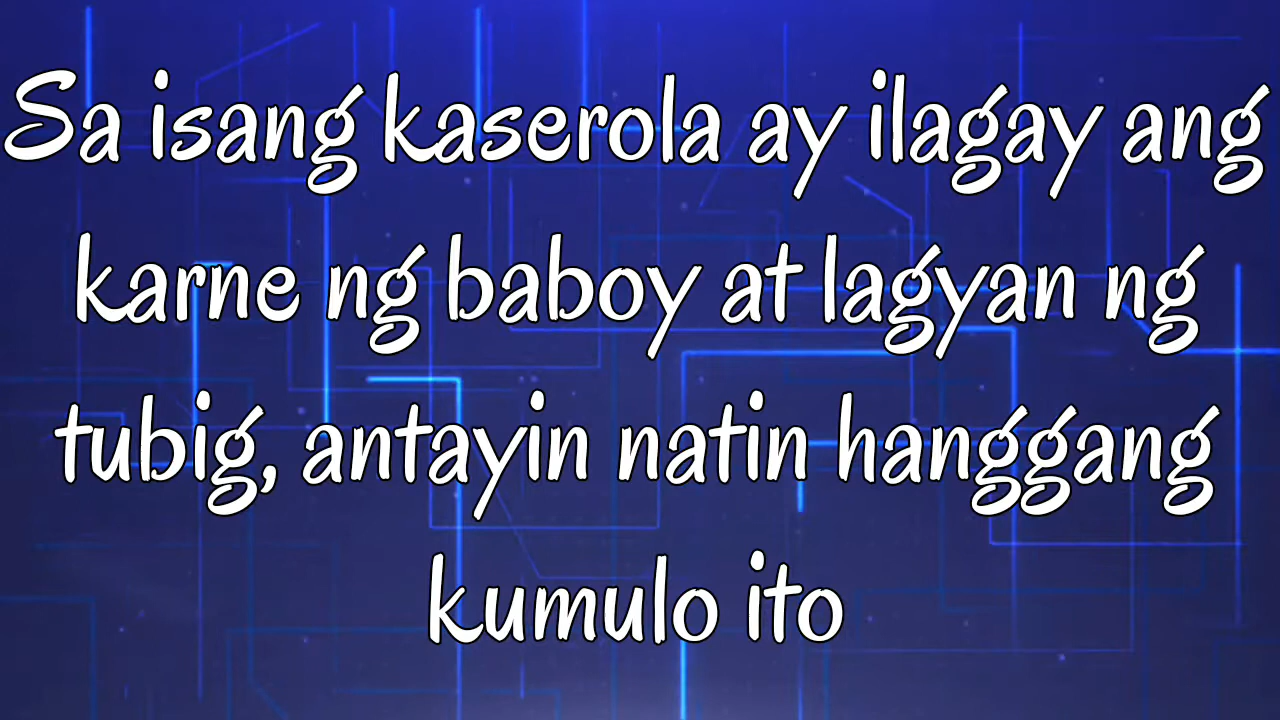 Sa isang kaserola ay ilagay ang
karne ng baboy at lagyan ng
tubig, antayin natin hanggang
kumulo ito